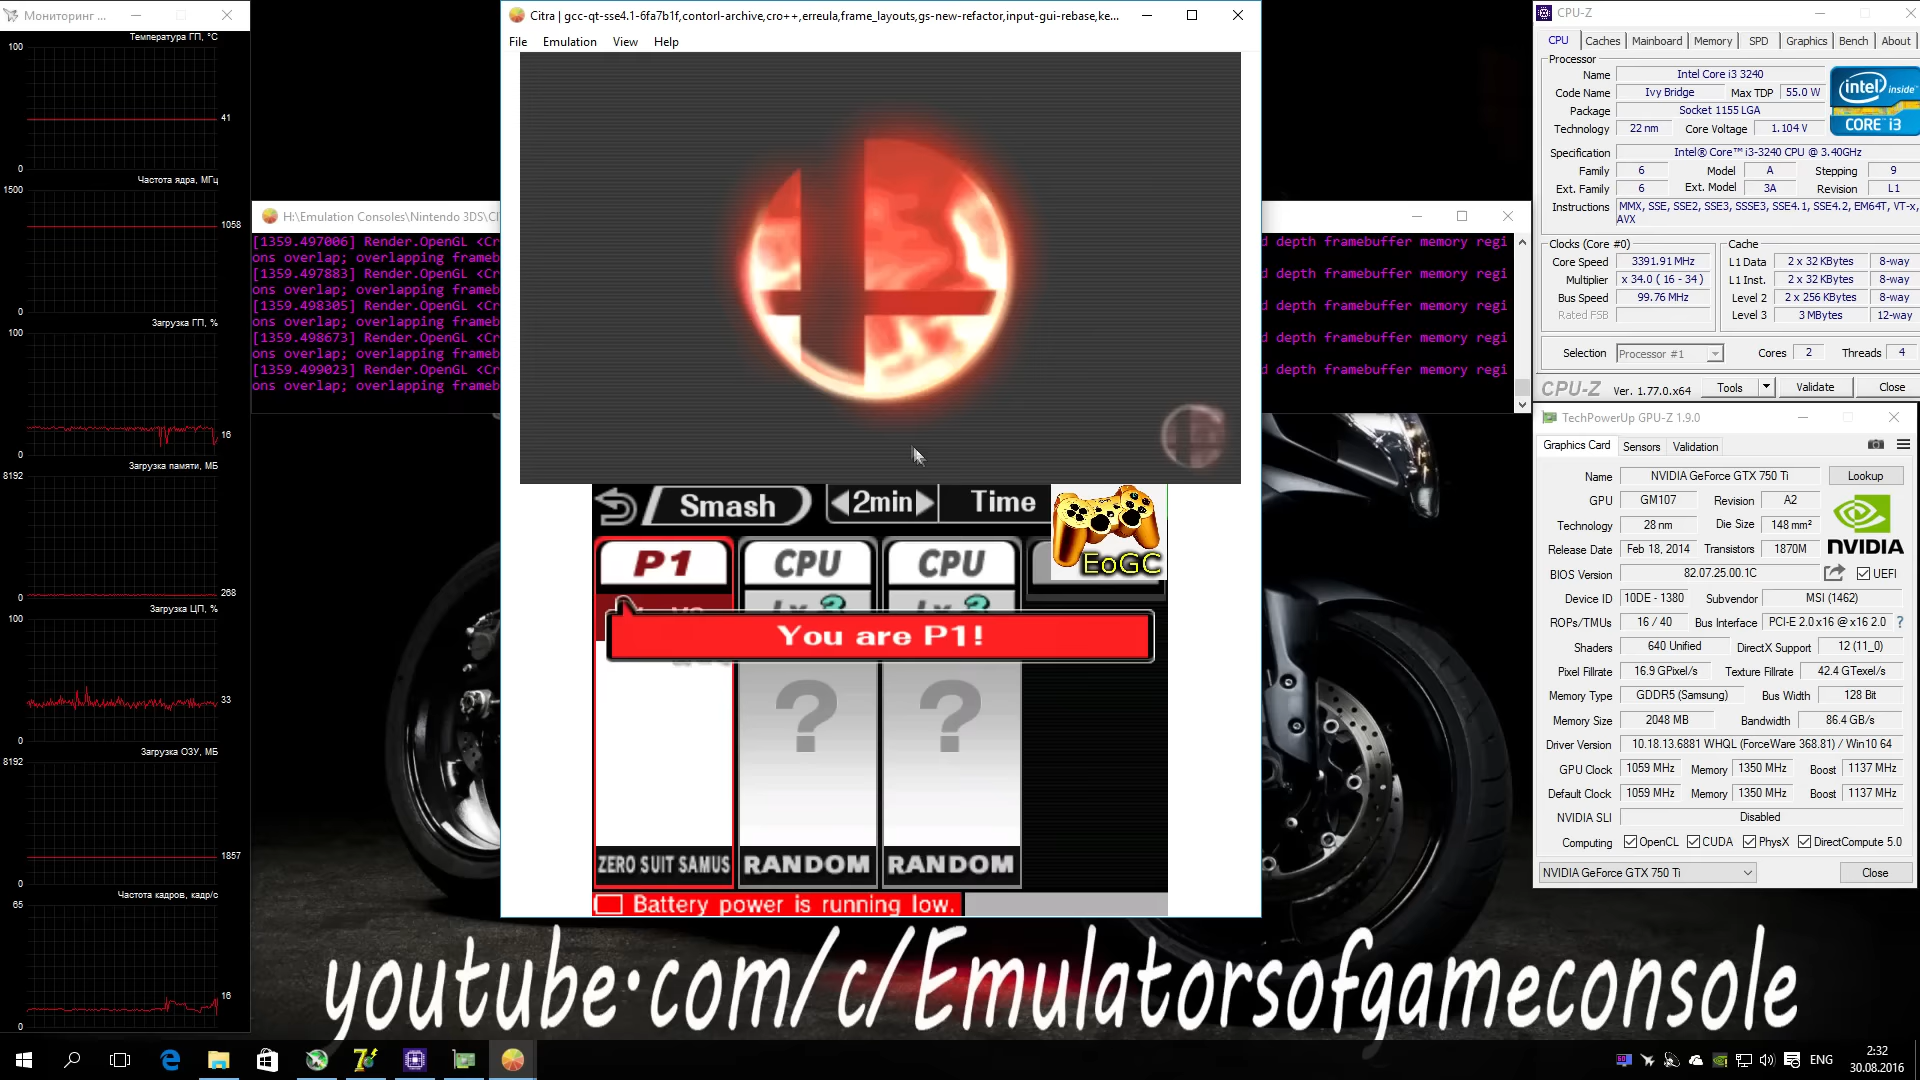 Мониторинг ...
Температура ГП, °C
100
41
0
Частота ядра, МГц
1500
1058
0
Загрузка ГП, %
100
16
0
Загрузка памяти, МБ
8192
268
0
Загрузка ЦП, %
100
33
0
Загрузка ОЗУ, МБ
8192
1857
0
Частота кадров, кадр/с
65
16
0
H:\Emulation Consoles\Nintendo 3DS\CI
[1359.497006] Render.OpenGL <Cr d depth framebuffer memory regi
ons overlap; overlapping frameb
[1359.497883] Render.OpenGL <Cr d depth framebuffer memory regi
ons overlap; overlapping frameb
[1359.498305] Render.OpenGL <Cr d depth framebuffer memory regi
ons overlap; overlapping frameb
[1359.498673] Render.OpenGL <Cr d depth framebuffer memory regi
ons overlap; overlapping frameb
[1359.499023] Render.OpenGL <Cr d depth framebuffer memory regi
ons overlap; overlapping frameb
Citra | gcc-qt-sse4.1-6fa7b1f,contorl-archive,cro++,erreula,frame_layouts,gs-new-refactor,input-gui-rebase,ke...
File Emulation View Help
Smash 2min Time
EoGC
P1 CPU CPU
Lv 3 Lv 3
You are P1!
? ?
ZERO SUIT SAMUS RANDOM RANDOM
Battery power is running low.
CPU-Z
CPU Caches Mainboard Memory SPD Graphics Bench About
Processor
Name Intel Core i3 3240
Code Name Ivy Bridge Max TDP 55.0 W
Package Socket 1155 LGA
Technology 22 nm Core Voltage 1.104 V
intel inside
CORE i3
Specification Intel® Core™ i3-3240 CPU @ 3.40GHz
Family 6 Model A Stepping 9
Ext. Family 6 Ext. Model 3A Revision L1
Instructions MMX, SSE, SSE2, SSE3, SSSE3, SSE4.1, SSE4.2, EM64T, VT-x,
AVX
Clocks (Core #0) Cache
Core Speed 3391.91 MHz L1 Data 2 x 32 KBytes 8-way
Multiplier x 34.0 ( 16 - 34 ) L1 Inst. 2 x 32 KBytes 8-way
Bus Speed 99.76 MHz Level 2 2 x 256 KBytes 8-way
Rated FSB Level 3 3 MBytes 12-way
Selection Processor #1 Cores 2 Threads 4
CPU-Z Ver. 1.77.0.x64 Tools Validate Close
TechPowerUp GPU-Z 1.9.0
Graphics Card Sensors Validation
Name NVIDIA GeForce GTX 750 Ti Lookup
GPU GM107 Revision A2
Technology 28 nm Die Size 148 mm²
Release Date Feb 18, 2014 Transistors 1870M
NVIDIA
BIOS Version 82.07.25.00.1C UEFI
Device ID 10DE - 1380 Subvendor MSI (1462)
ROPs/TMUs 16 / 40 Bus Interface PCI-E 2.0 x16 @ x16 2.0 ?
Shaders 640 Unified DirectX Support 12 (11_0)
Pixel Fillrate 16.9 GPixel/s Texture Fillrate 42.4 GTexel/s
Memory Type GDDR5 (Samsung) Bus Width 128 Bit
Memory Size 2048 MB Bandwidth 86.4 GB/s
Driver Version 10.18.13.6881 WHQL (ForceWare 368.81) / Win10 64
GPU Clock 1059 MHz Memory 1350 MHz Boost 1137 MHz
Default Clock 1059 MHz Memory 1350 MHz Boost 1137 MHz
NVIDIA SLI Disabled
Computing OpenCL CUDA PhysX DirectCompute 5.0
NVIDIA GeForce GTX 750 Ti Close
youtube.com/c/Emulatorsofgameconsole
ENG
2:32
30.08.2016